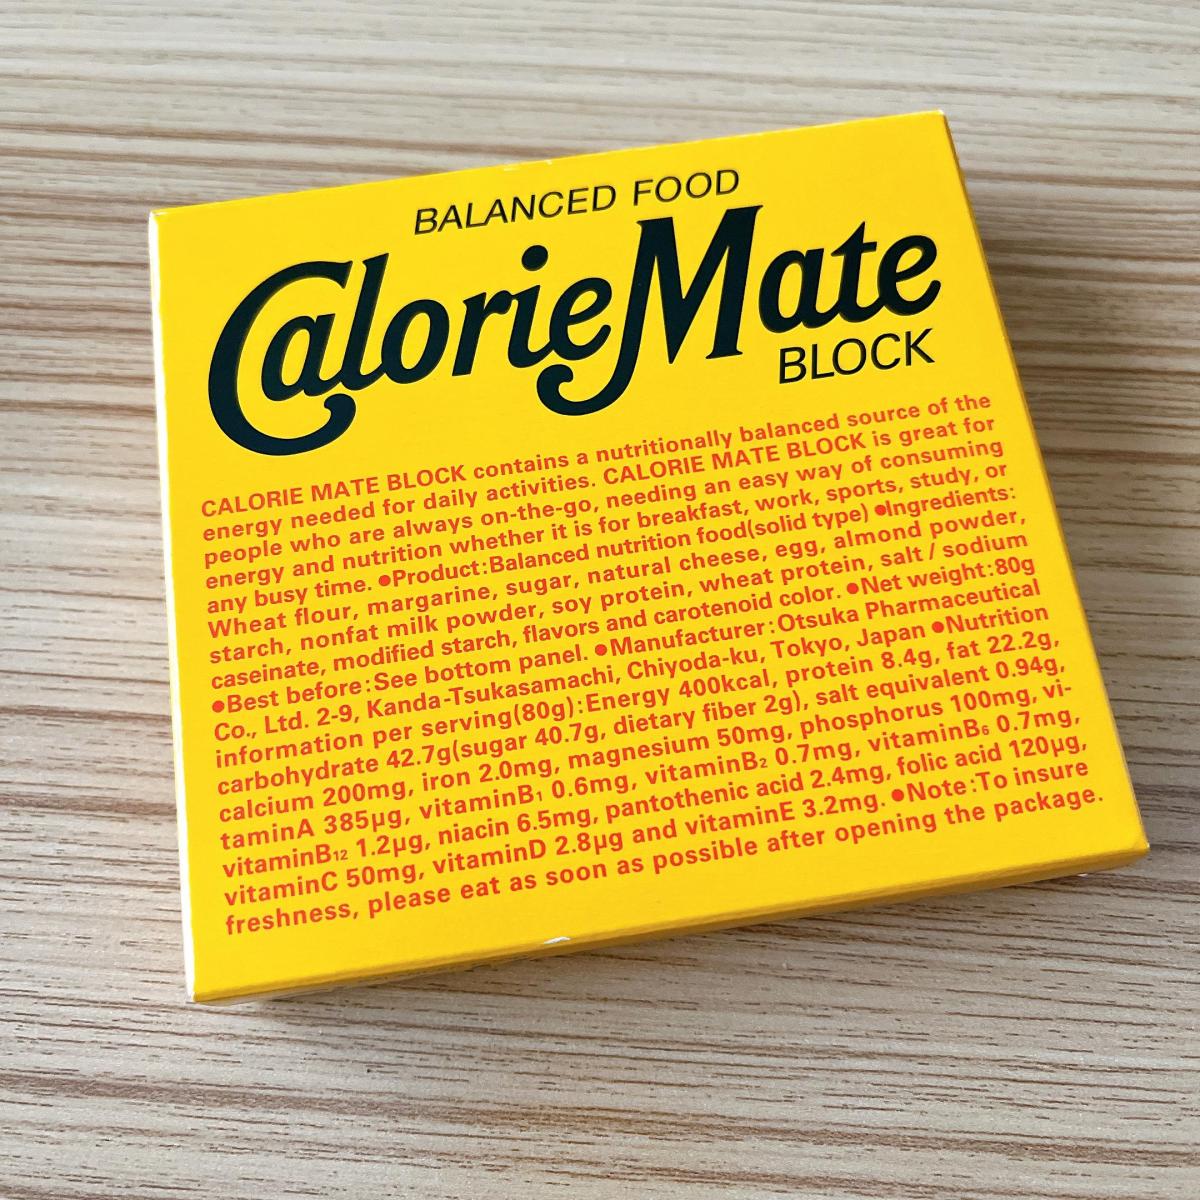 BALANCED FOOD
CalorieMate
BLOCK
CALORIE MATE BLOCK contains a nutritionally balanced source of the
energy needed for daily activities. CALORIE MATE BLOCK is great for
people who are always on-the-go, needing an easy way of consuming
energy and nutrition whether it is for breakfast, work, sports, study, or
any busy time. ●Product:Balanced nutrition food(solid type) ●Ingredients:
Wheat flour, margarine, sugar, natural cheese, egg, almond powder,
starch, nonfat milk powder, soy protein, wheat protein, salt / sodium
caseinate, modified starch, flavors and carotenoid color. ●Net weight:80g
●Best before:See bottom panel. ●Manufacturer:Otsuka Pharmaceutical
Co., Ltd. 2-9, Kanda-Tsukasamachi, Chiyoda-ku, Tokyo, Japan ●Nutrition
information per serving(80g):Energy 400kcal, protein 8.4g, fat 22.2g,
carbohydrate 42.7g(sugar 40.7g, dietary fiber 2g), salt equivalent 0.94g,
calcium 200mg, iron 2.0mg, magnesium 50mg, phosphorus 100mg, vi-
taminA 385μg, vitaminB₁ 0.6mg, vitaminB₂ 0.7mg, vitaminB₆ 0.7mg,
vitaminB₁₂ 1.2μg, niacin 6.5mg, pantothenic acid 2.4mg, folic acid 120μg,
vitaminC 50mg, vitaminD 2.8μg and vitaminE 3.2mg. ●Note:To insure
freshness, please eat as soon as possible after opening the package.